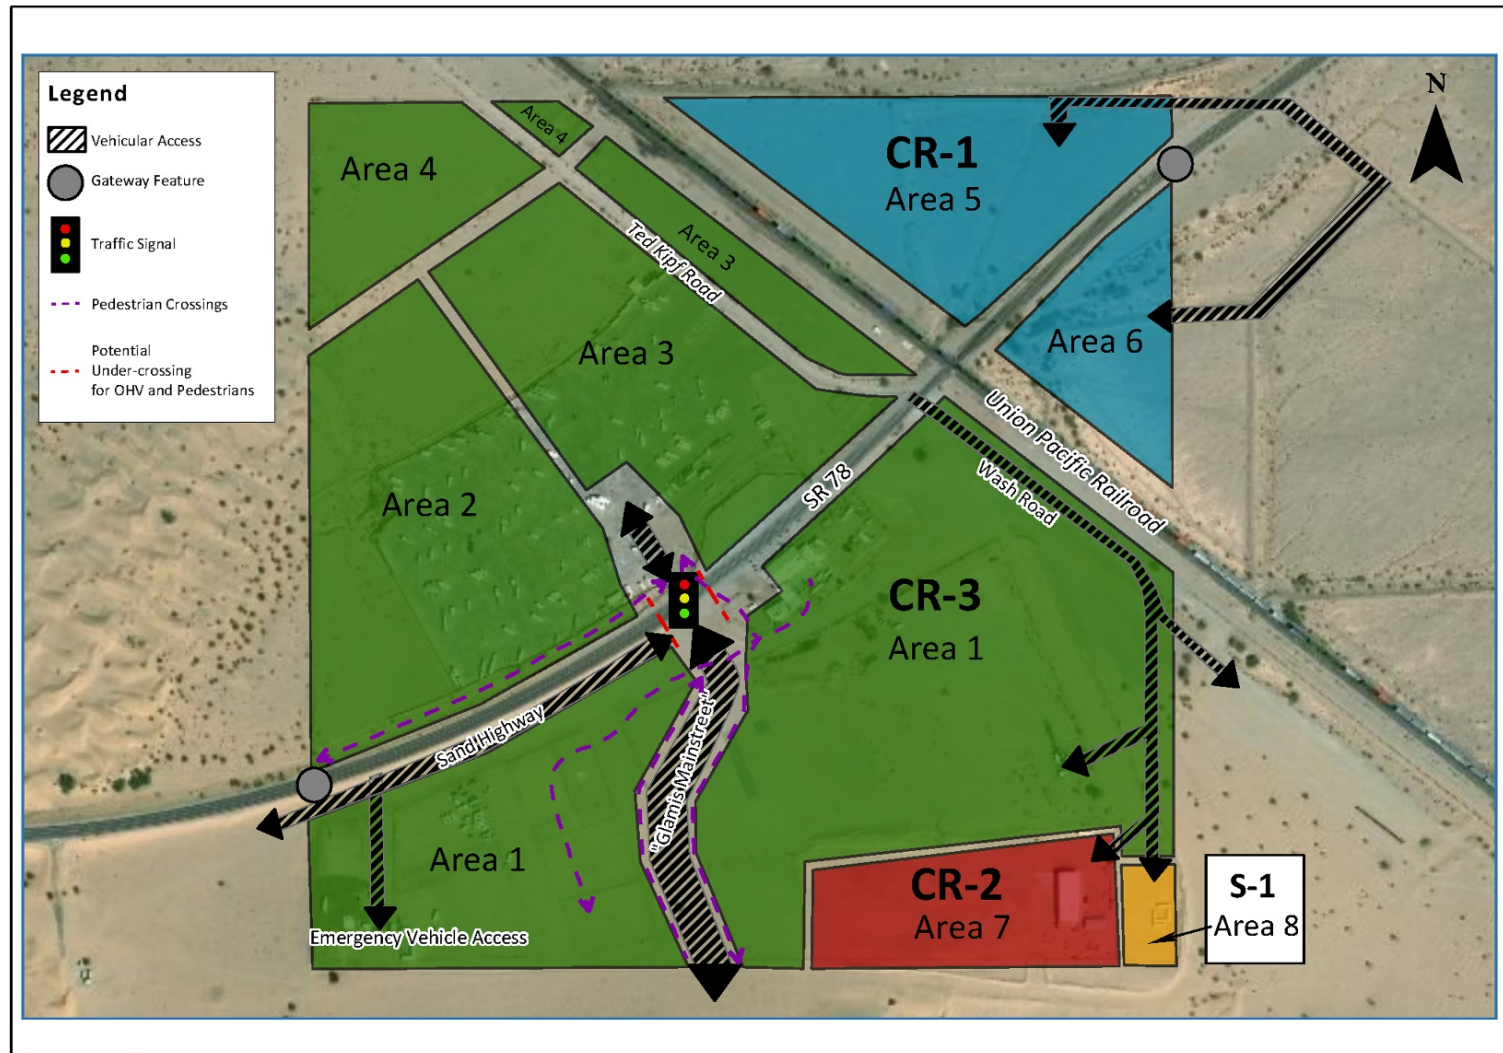 Legend
Vehicular Access
Gateway Feature
Traffic Signal
Pedestrian Crossings
Potential
Under-crossing
for OHV and Pedestrians
N
Area 4
Area 4
CR-1
Area 5
Area 3
Ted Kipf Road
Area 3
Area 6
Union Pacific Railroad
SR 78
Wash Road
Area 2
CR-3
Area 1
Sand Highway
"Glamis Mainstreet"
Area 1
Emergency Vehicle Access
CR-2
Area 7
S-1
Area 8